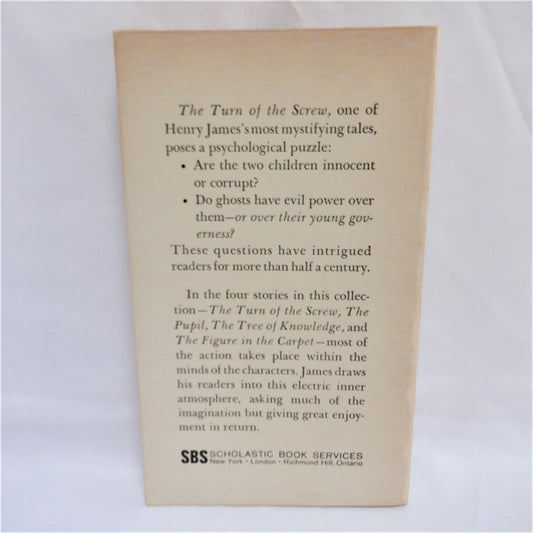 The Turn of the Screw, one of
Henry James's most mystifying tales,
poses a psychological puzzle:
• Are the two children innocent
or corrupt?
• Do ghosts have evil power over
them—or over their young gov-
erness?
These questions have intrigued
readers for more than half a century.
In the four stories in this collec-
tion—The Turn of the Screw, The
Pupil, The Tree of Knowledge, and
The Figure in the Carpet—most of
the action takes place within the
minds of the characters. James draws
his readers into this electric inner
atmosphere, asking much of the
imagination but giving great enjoy-
ment in return.
SBS SCHOLASTIC BOOK SERVICES
New York • London • Richmond Hill, Ontario